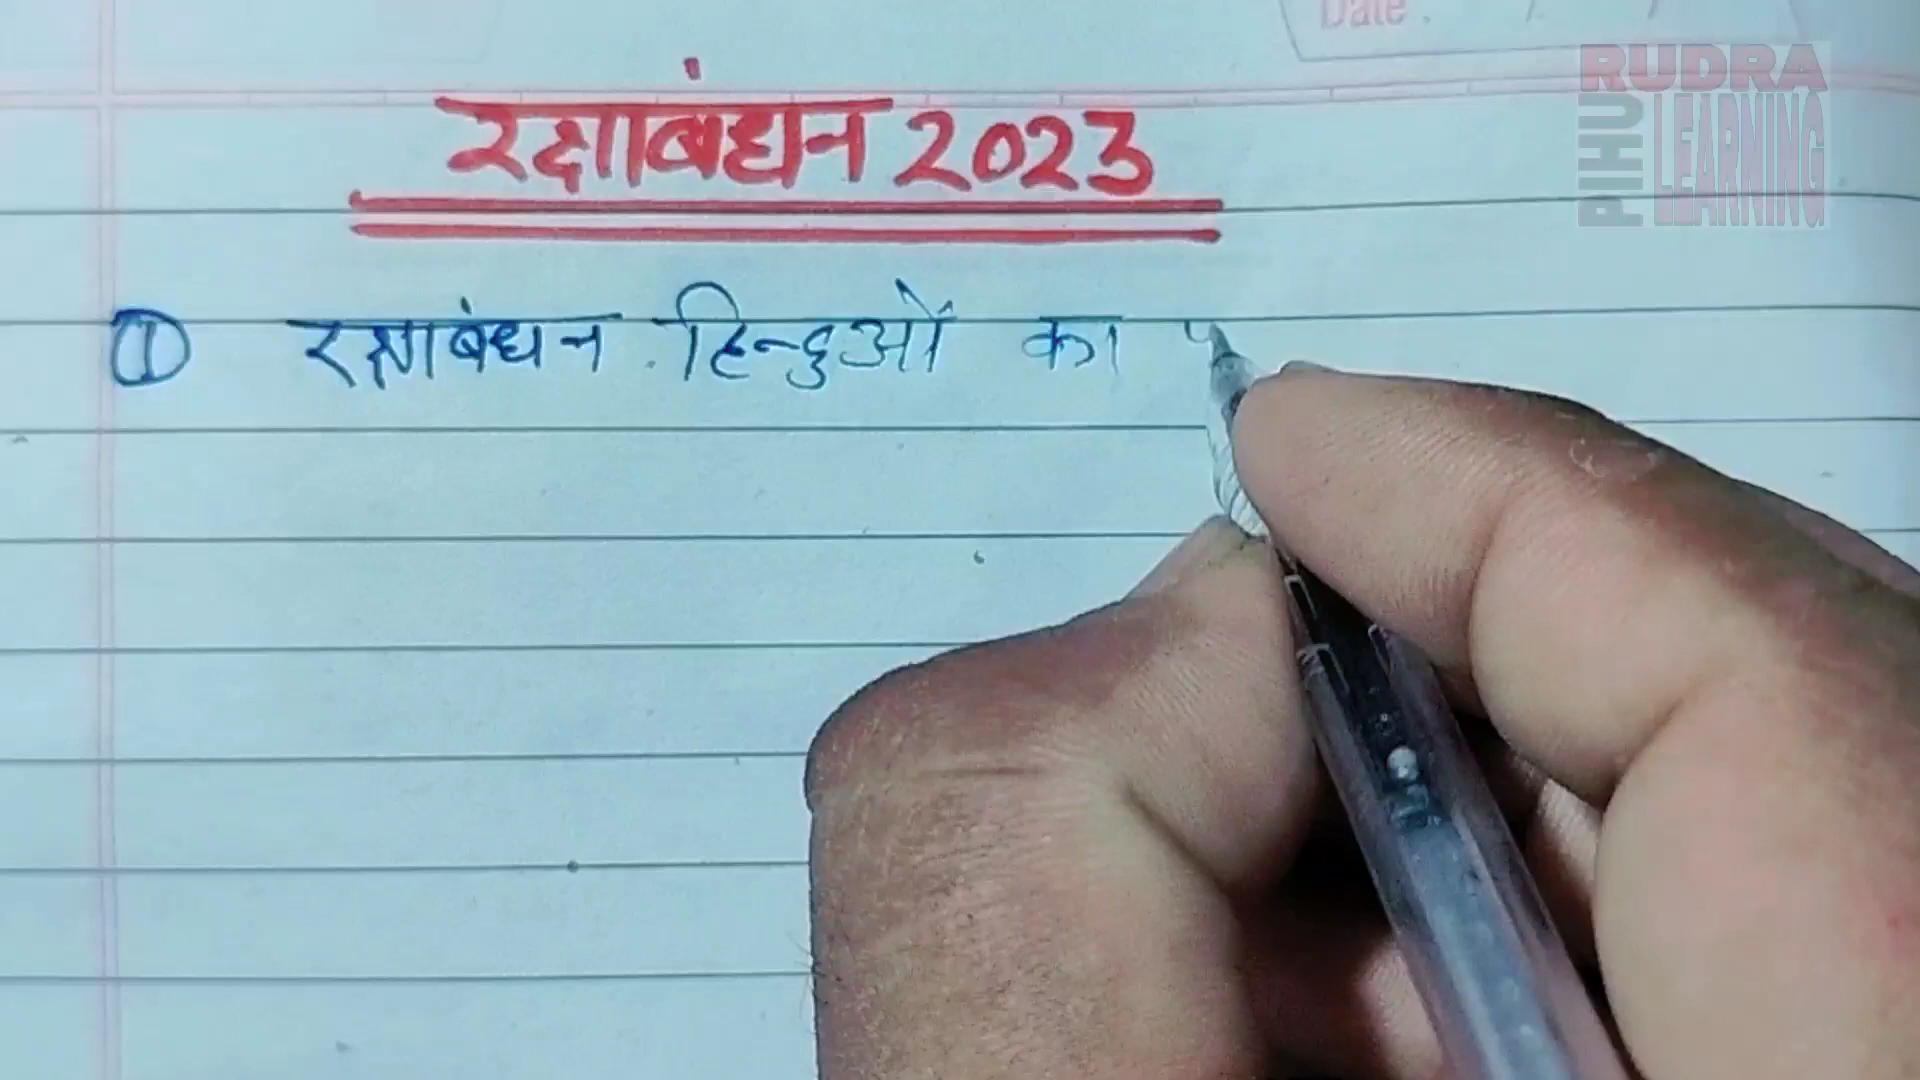 Date . / /
RUDRA
PIHU
LEARNING
रक्षाबंधन 2023
① रक्षाबंधन हिन्दुओं का